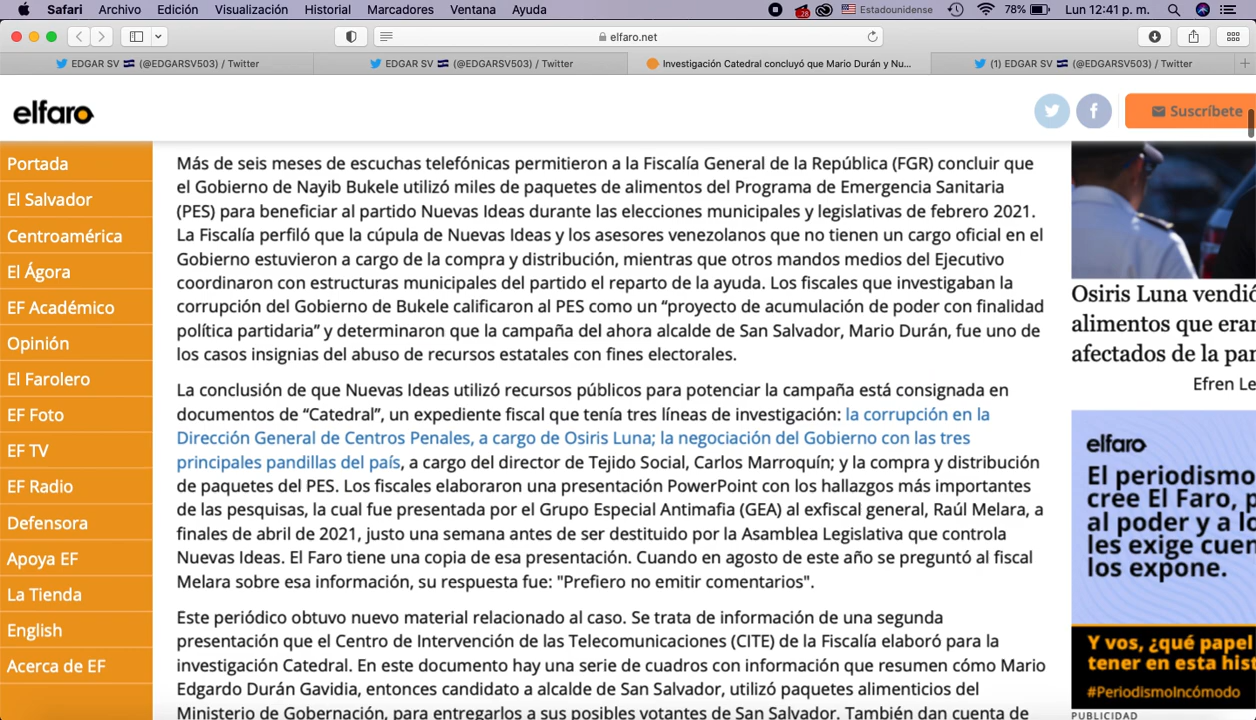 Safari Archivo Edición Visualización Historial Marcadores Ventana Ayuda
28 Estadounidense 78% Lun 12:41 p. m.
elfaro.net
EDGAR SV (@EDGARSV503) / Twitter
EDGAR SV (@EDGARSV503) / Twitter
Investigación Catedral concluyó que Mario Durán y Nu...
(1) EDGAR SV (@EDGARSV503) / Twitter
elfaro
Suscríbete
Portada
El Salvador
Centroamérica
El Ágora
EF Académico
Opinión
El Farolero
EF Foto
EF TV
EF Radio
Defensora
Apoya EF
La Tienda
English
Acerca de EF
Más de seis meses de escuchas telefónicas permitieron a la Fiscalía General de la República (FGR) concluir que
el Gobierno de Nayib Bukele utilizó miles de paquetes de alimentos del Programa de Emergencia Sanitaria
(PES) para beneficiar al partido Nuevas Ideas durante las elecciones municipales y legislativas de febrero 2021.
La Fiscalía perfiló que la cúpula de Nuevas Ideas y los asesores venezolanos que no tienen un cargo oficial en el
Gobierno estuvieron a cargo de la compra y distribución, mientras que otros mandos medios del Ejecutivo
coordinaron con estructuras municipales del partido el reparto de la ayuda. Los fiscales que investigaban la
corrupción del Gobierno de Bukele calificaron al PES como un “proyecto de acumulación de poder con finalidad
política partidaria” y determinaron que la campaña del ahora alcalde de San Salvador, Mario Durán, fue uno de
los casos insignias del abuso de recursos estatales con fines electorales.
La conclusión de que Nuevas Ideas utilizó recursos públicos para potenciar la campaña está consignada en
documentos de “Catedral”, un expediente fiscal que tenía tres líneas de investigación: la corrupción en la
Dirección General de Centros Penales, a cargo de Osiris Luna; la negociación del Gobierno con las tres
principales pandillas del país, a cargo del director de Tejido Social, Carlos Marroquín; y la compra y distribución
de paquetes del PES. Los fiscales elaboraron una presentación PowerPoint con los hallazgos más importantes
de las pesquisas, la cual fue presentada por el Grupo Especial Antimafia (GEA) al exfiscal general, Raúl Melara, a
finales de abril de 2021, justo una semana antes de ser destituido por la Asamblea Legislativa que controla
Nuevas Ideas. El Faro tiene una copia de esa presentación. Cuando en agosto de este año se preguntó al fiscal
Melara sobre esa información, su respuesta fue: "Prefiero no emitir comentarios".
Este periódico obtuvo nuevo material relacionado al caso. Se trata de información de una segunda
presentación que el Centro de Intervención de las Telecomunicaciones (CITE) de la Fiscalía elaboró para la
investigación Catedral. En este documento hay una serie de cuadros con información que resumen cómo Mario
Edgardo Durán Gavidia, entonces candidato a alcalde de San Salvador, utilizó paquetes alimenticios del
Ministerio de Gobernación, para entregarlos a sus posibles votantes de San Salvador. También dan cuenta de
Osiris Luna vendió
alimentos que eran
afectados de la pan
Efren Le
elfaro
El periodismo
cree El Faro, p
al poder y a lo
les exige cuen
los expone.
Y vos, ¿qué papel
tener en esta hist
#PeriodismoIncómodo
PUBLICIDAD